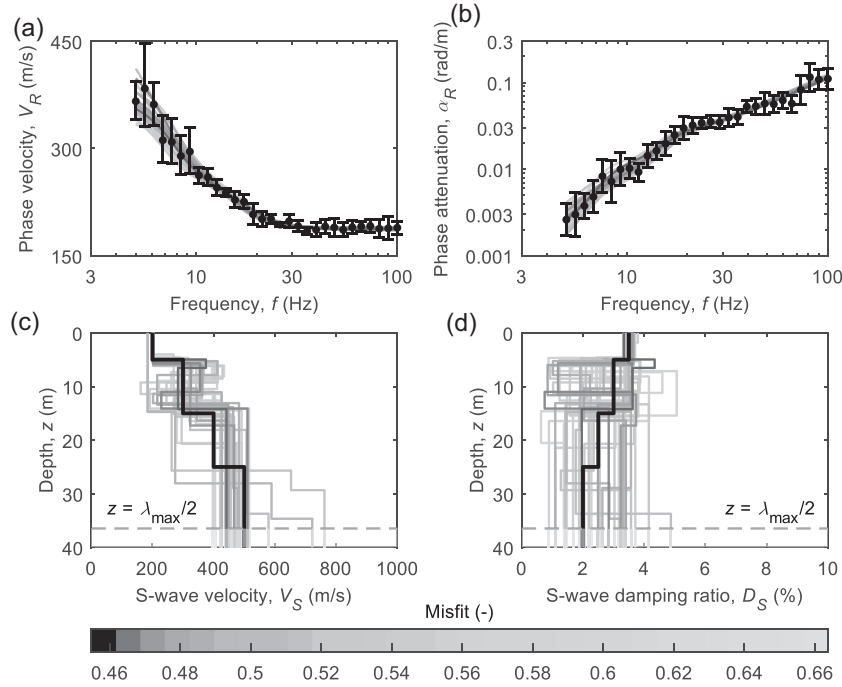 (a)
(b)
450
300
150
Phase velocity, V_R (m/s)
3 10 30 100
Frequency, f (Hz)
0.3
0.1
0.03
0.01
0.003
0.001
Phase attenuation, α_R (rad/m)
3 10 30 100
Frequency, f (Hz)
(c)
(d)
0
10
20
30
40
Depth, z (m)
z = λ_max/2
0 200 400 600 800 1000
S-wave velocity, V_S (m/s)
0
10
20
30
40
Depth, z (m)
z = λ_max/2
0 2 4 6 8 10
S-wave damping ratio, D_S (%)
Misfit (-)
0.46 0.48 0.5 0.52 0.54 0.56 0.58 0.6 0.62 0.64 0.66